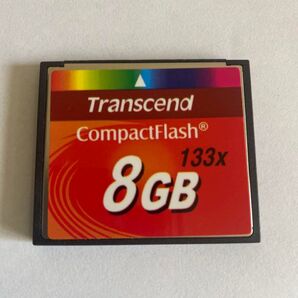 Transcend
CompactFlash®
133x
8GB